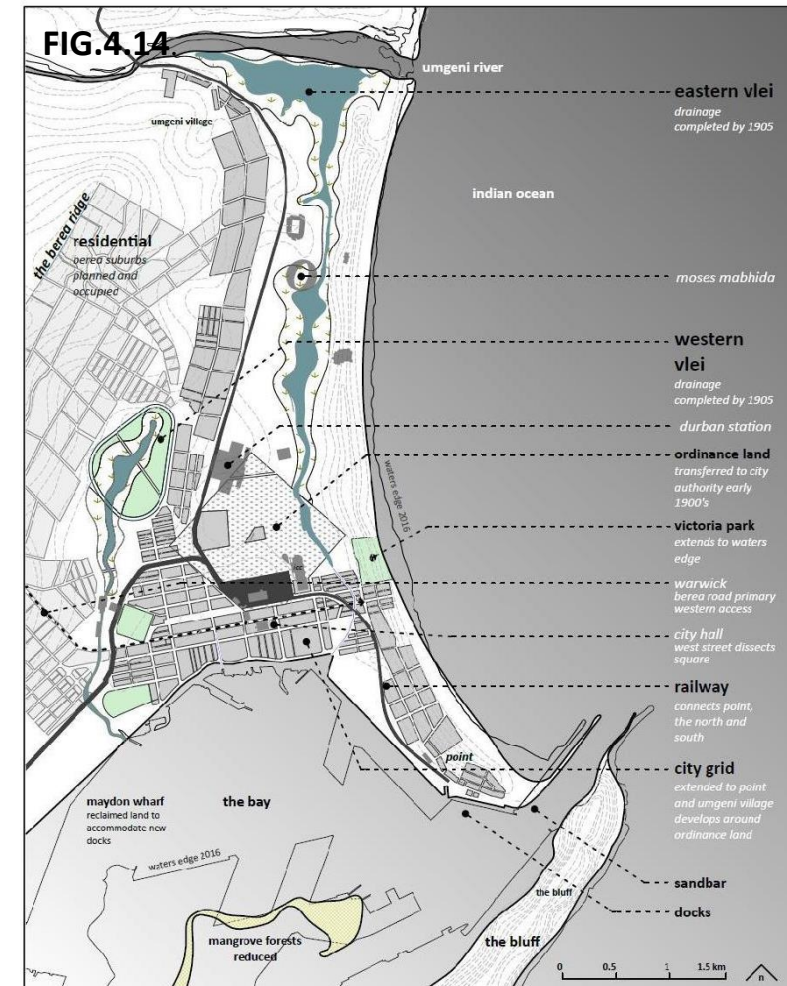 FIG.4.14.
umgeni river
eastern vlei
drainage
completed by 1905
umgeni village
indian ocean
the berea ridge
residential
berea suburbs
planned and
occupied
moses mabhida
western
vlei
drainage
completed by 1905
durban station
ordinance land
transferred to city
authority early
1900's
waters edge 2016
victoria park
extends to waters
edge
icc
warwick
berea road primary
western access
city hall
west street dissects
square
railway
connects point,
the north and
south
point
city grid
extended to point
and umgeni village
develops around
ordinance land
maydon wharf
reclaimed land to
accommodate new
docks
the bay
waters edge 2016
sandbar
docks
the bluff
mangrove forests
reduced
the bluff
0 0.5 1 1.5 km
n